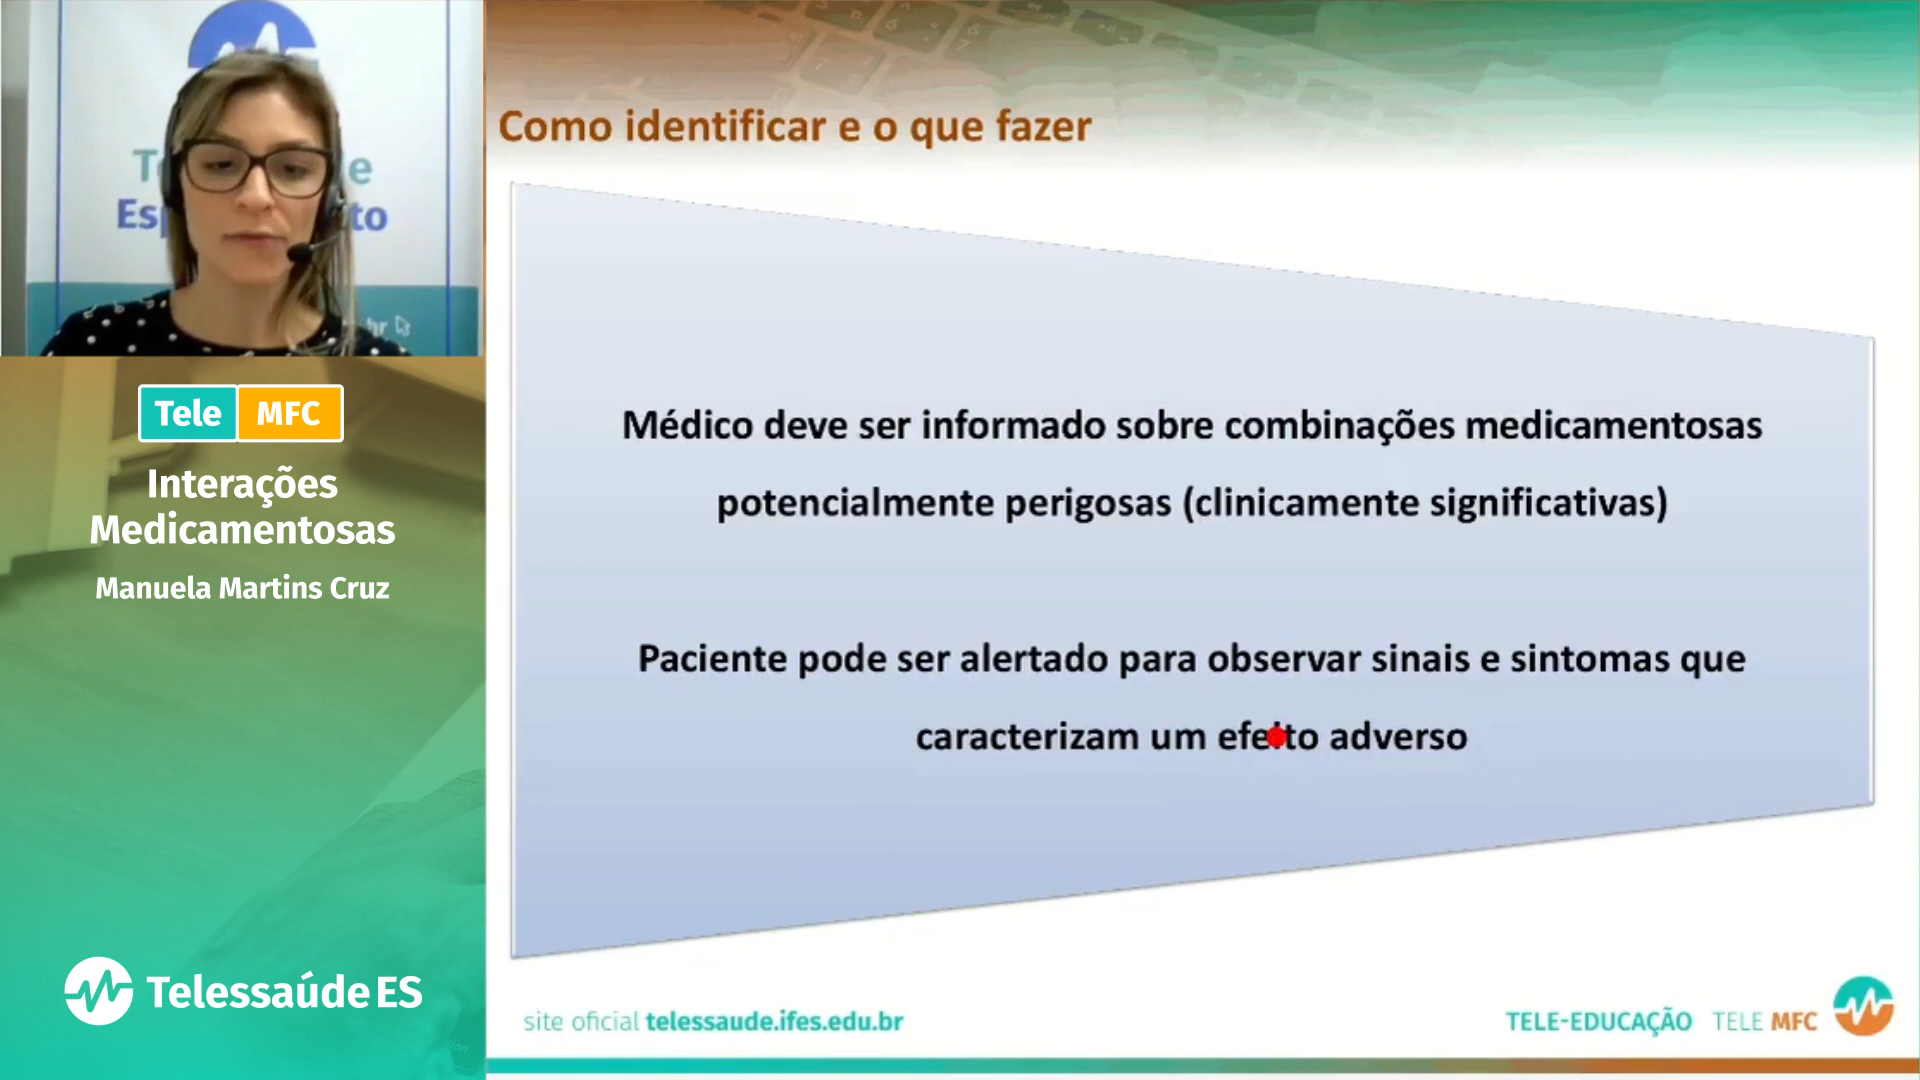 Tele MFC
Interações
Medicamentosas
Manuela Martins Cruz
TelessaúdeES
Como identificar e o que fazer
Médico deve ser informado sobre combinações medicamentosas
potencialmente perigosas (clinicamente significativas)
Paciente pode ser alertado para observar sinais e sintomas que
caracterizam um efeito adverso
site oficial telessaude.ifes.edu.br
TELE-EDUCAÇÃO TELE MFC